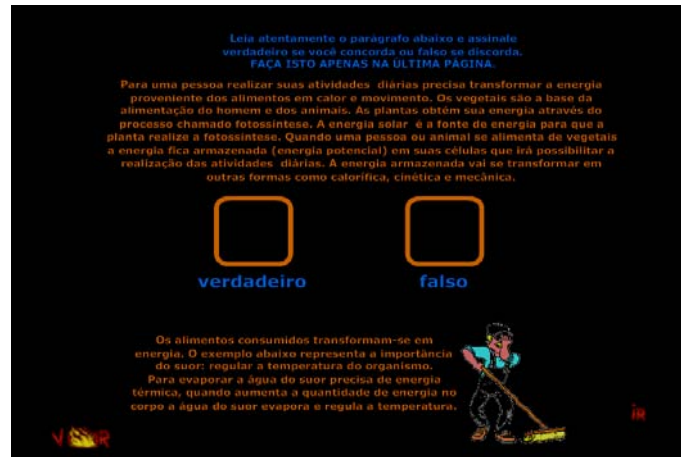 Leia atentamente o parágrafo abaixo e assinale
verdadeiro se você concorda ou falso se discorda.
FAÇA ISTO APENAS NA ÚLTIMA PÁGINA.
Para uma pessoa realizar suas atividades diárias precisa transformar a energia
proveniente dos alimentos em calor e movimento. Os vegetais são a base da
alimentação do homem e dos animais. As plantas obtém sua energia através do
processo chamado fotossíntese. A energia solar é a fonte de energia para que a
planta realize a fotossíntese. Quando uma pessoa ou animal se alimenta de vegetais
a energia fica armazenada (energia potencial) em suas células que irá possibilitar a
realização das atividades diárias. A energia armazenada vai se transformar em
outras formas como calorífica, cinética e mecânica.
verdadeiro
falso
Os alimentos consumidos transformam-se em
energia. O exemplo abaixo representa a importância
do suor: regular a temperatura do organismo.
Para evaporar a água do suor precisa de energia
térmica, quando aumenta a quantidade de energia no
corpo a água do suor evapora e regula a temperatura.
IR